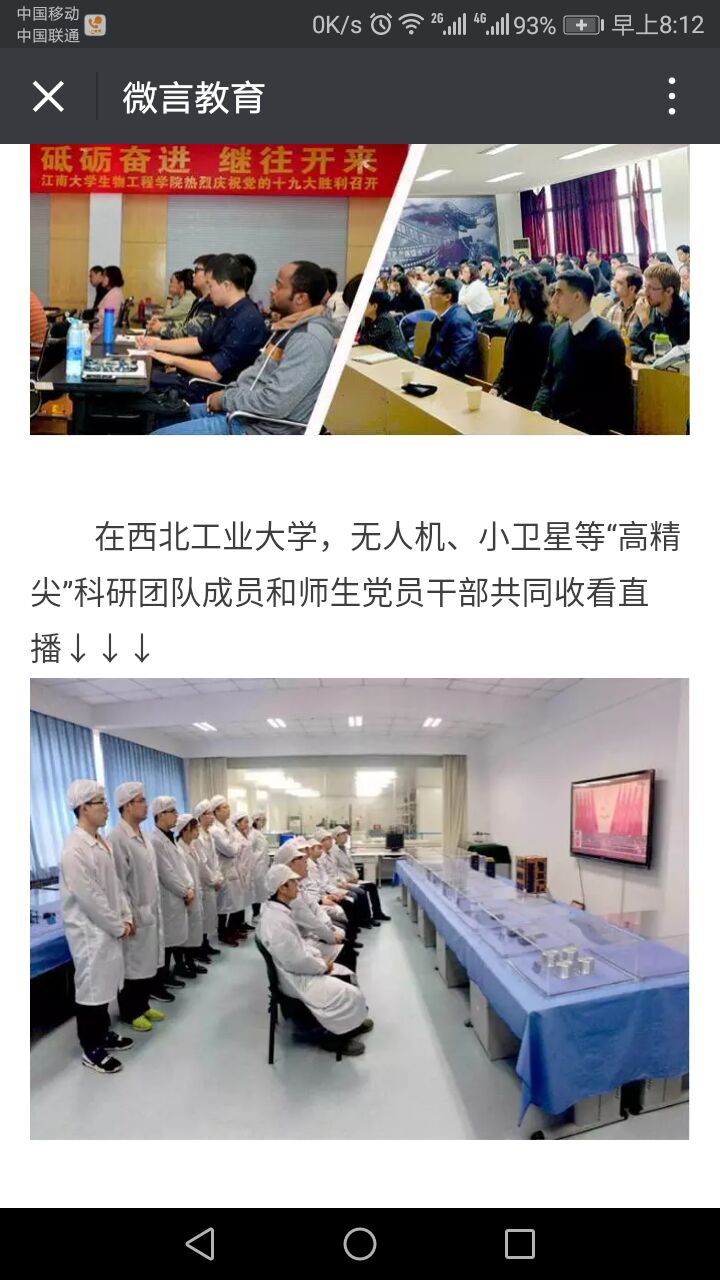 中国移动
中国联通
0K/s 2G 4G 93% 早上8:12
微言教育
砥砺奋进 继往开来
江南大学生物工程学院热烈庆祝党的十九大胜利召开
在西北工业大学，无人机、小卫星等“高精
尖”科研团队成员和师生党员干部共同收看直
播↓↓↓